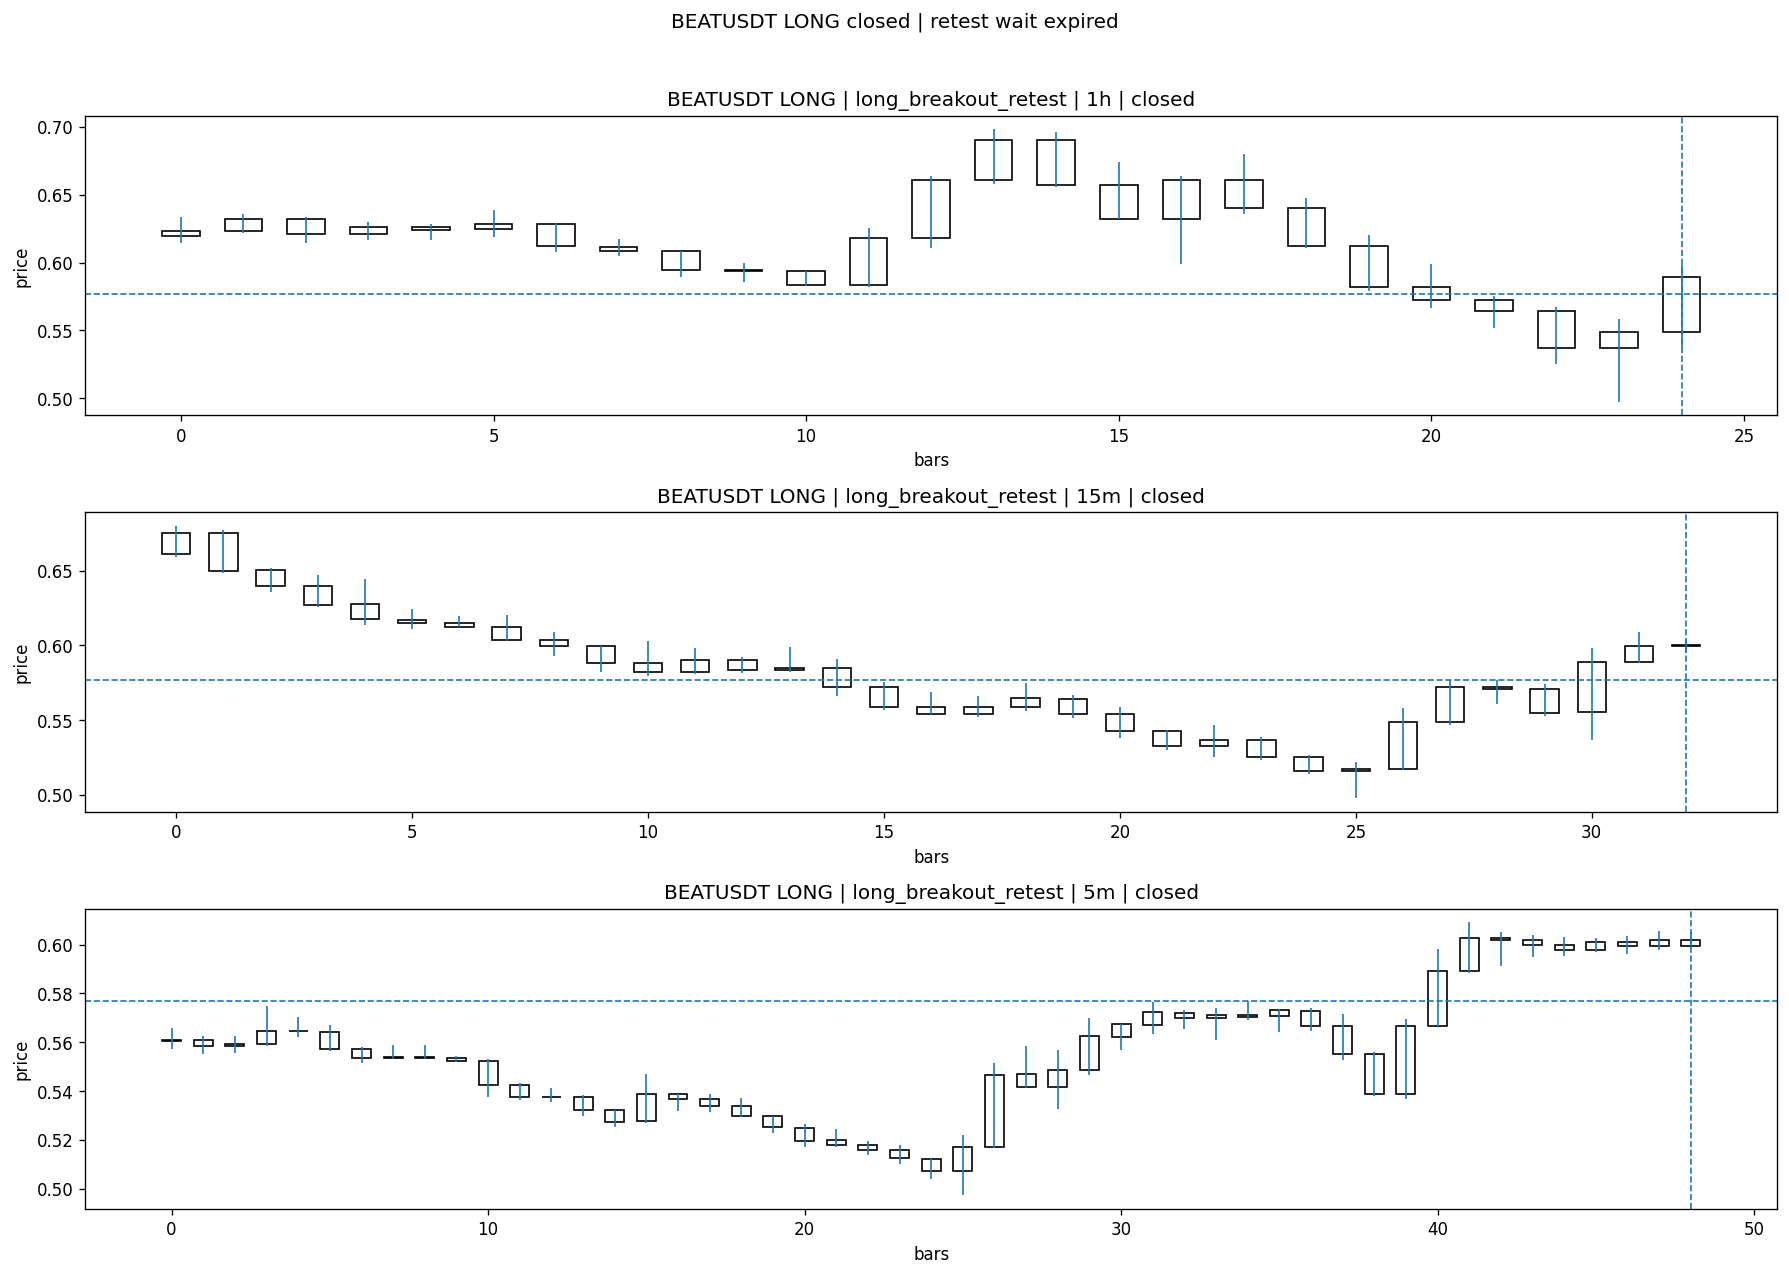 BEATUSDT LONG closed | retest wait expired
BEATUSDT LONG | long_breakout_retest | 1h | closed
0.70
0.65
0.60
0.55
0.50
price
0 5 10 15 20 25
bars
BEATUSDT LONG | long_breakout_retest | 15m | closed
0.65
0.60
0.55
0.50
price
0 5 10 15 20 25 30
bars
BEATUSDT LONG | long_breakout_retest | 5m | closed
0.60
0.58
0.56
0.54
0.52
0.50
price
0 10 20 30 40 50
bars